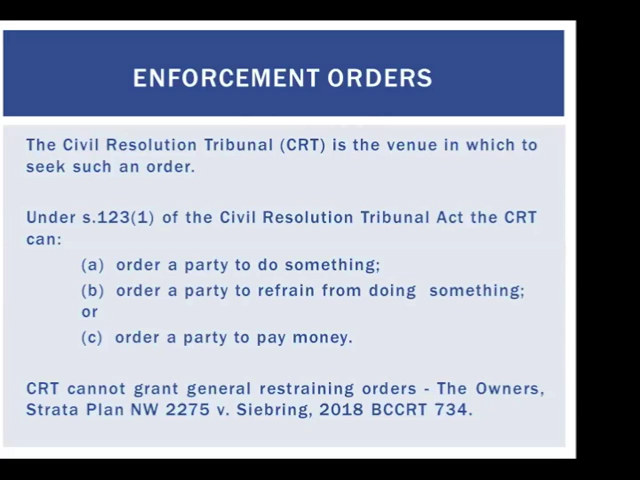 ENFORCEMENT ORDERS
The Civil Resolution Tribunal (CRT) is the venue in which to
seek such an order.
Under s.123(1) of the Civil Resolution Tribunal Act the CRT
can:
(a) order a party to do something;
(b) order a party to refrain from doing something;
or
(c) order a party to pay money.
CRT cannot grant general restraining orders - The Owners,
Strata Plan NW 2275 v. Siebring, 2018 BCCRT 734.